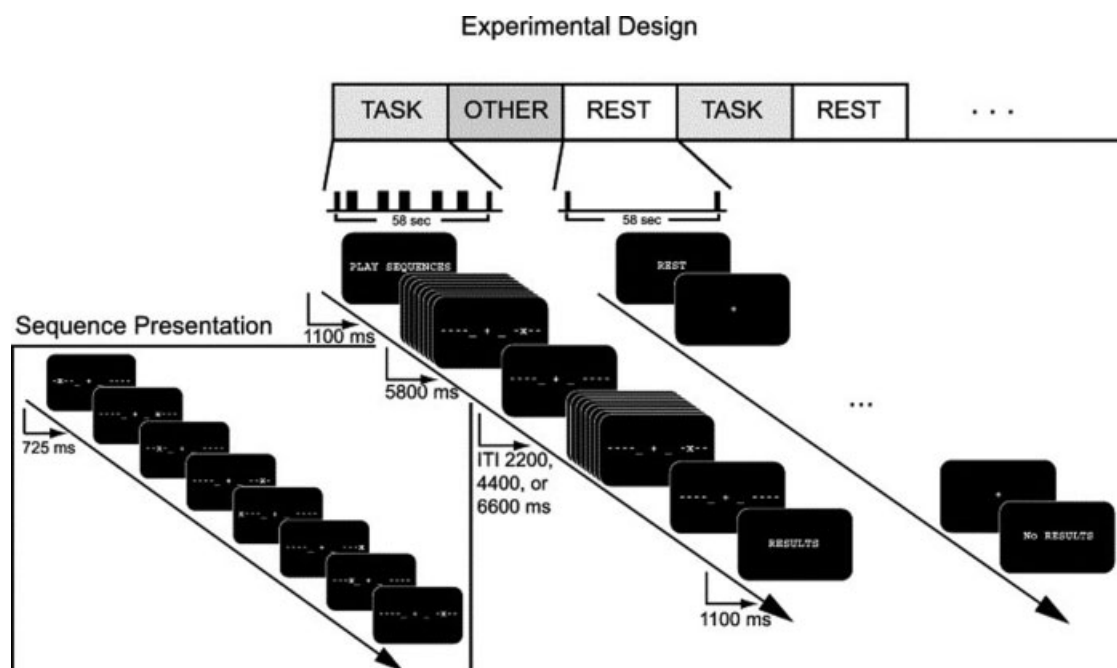 Experimental Design
TASK OTHER REST TASK REST . . .
58 sec 58 sec
PLAY SEQUENCES
REST
----_ + _ -x--
+
1100 ms
----_ + _ ----
5800 ms
...
----_ + _ -x--
ITI 2200,
4400, or
6600 ms
----_ + _ ----
+
RESULTS
No RESULTS
1100 ms
Sequence Presentation
-x--_ + _ ----
----_ + _ x---
725 ms
--x-_ + _ ----
----_ + _ --x-
x---_ + _ ----
----_ + _ ---x
---x_ + _ ----
----_ + _ -x--